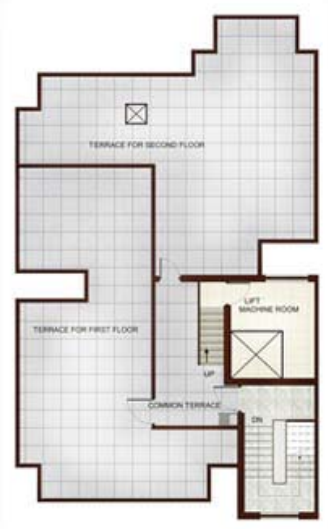 TERRACE FOR SECOND FLOOR
LIFT
MACHINE ROOM
TERRACE FOR FIRST FLOOR
UP
COMMON TERRACE
DN